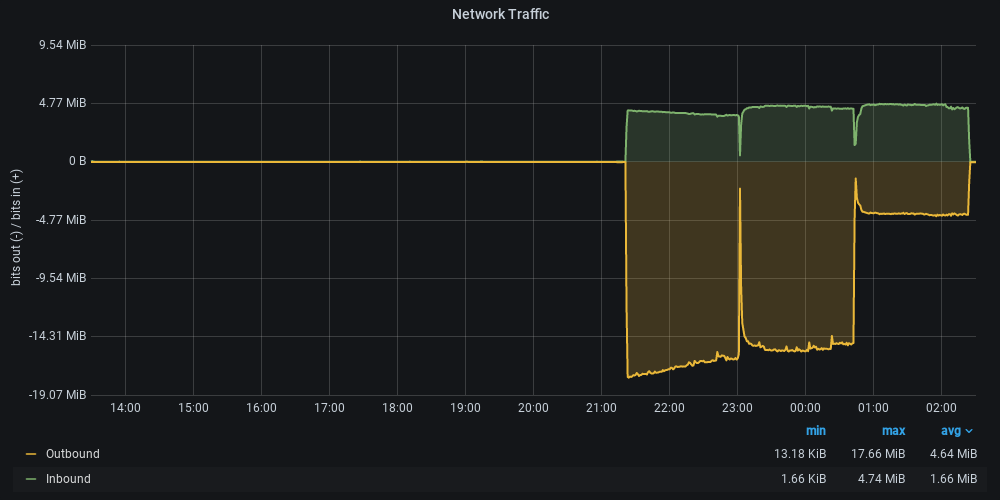 Network Traffic
9.54 MiB
4.77 MiB
0 B
-4.77 MiB
-9.54 MiB
-14.31 MiB
-19.07 MiB
bits out (-) / bits in (+)
14:00 15:00 16:00 17:00 18:00 19:00 20:00 21:00 22:00 23:00 00:00 01:00 02:00
min max avg
Outbound 13.18 KiB 17.66 MiB 4.64 MiB
Inbound 1.66 KiB 4.74 MiB 1.66 MiB